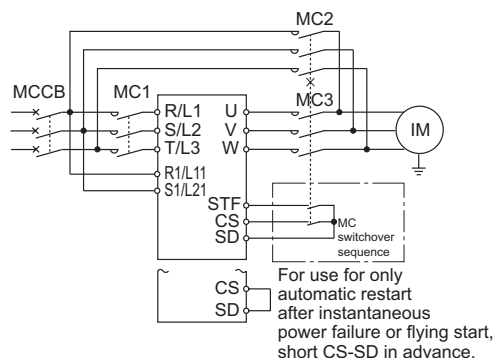 MC2
MCCB
MC1
MC3
R/L1
U
S/L2
V
IM
T/L3
W
R1/L11
S1/L21
STF
CS
SD
MC
switchover
sequence
CS
SD
For use for only
automatic restart
after instantaneous
power failure or flying start,
short CS-SD in advance.